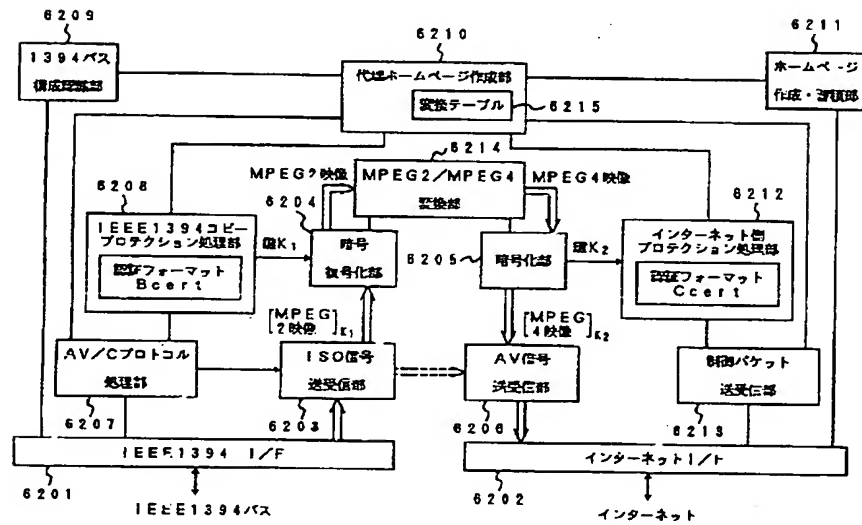 6209
1394バス
構成認識部
6210
代理ホームページ作成部
変換テーブル
6215
6211
ホームページ
作成・蓄積部
6214
MPEG2映像
MPEG2/MPEG4
変換部
MPEG4映像
6208
IEEE1394コピー
プロテクション処理部
認証フォーマット
Bcert
鍵K1
6204
暗号
復号化部
6205
暗号化部
鍵K2
6212
インターネット側
プロテクション処理部
認証フォーマット
Ccert
[MPEG
2映像]K1
[MPEG
4映像]K2
AV/Cプロトコル
処理部
6207
ISO信号
送受信部
6203
AV信号
送受信部
6206
制御パケット
送受信部
6213
IEEE1394 I/F
6201
IEEE1394バス
インターネットI/F
6202
インターネット